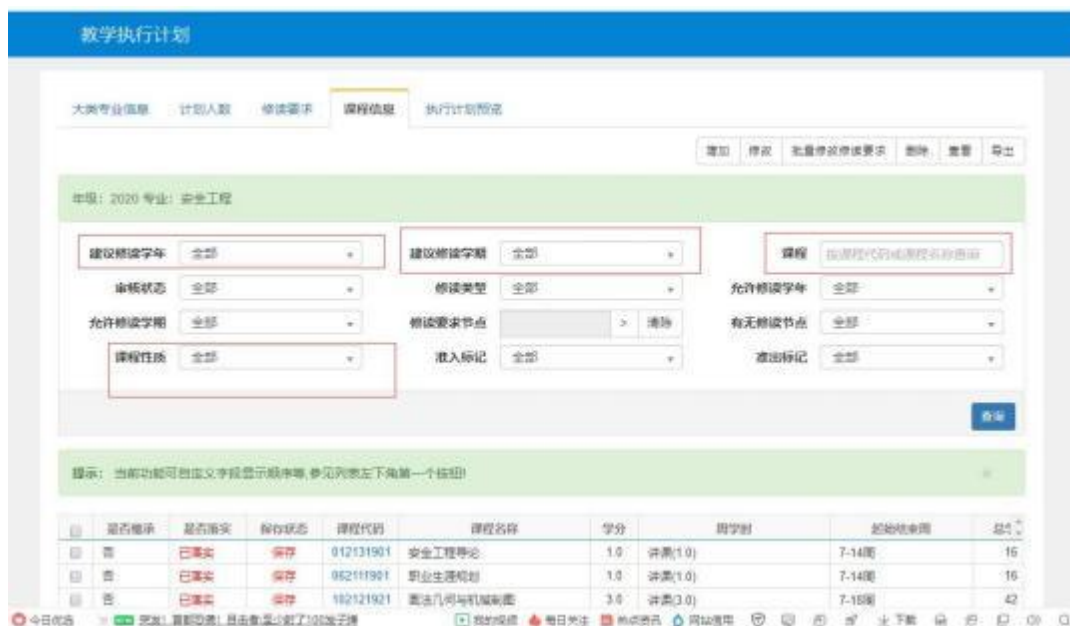 教学执行计划
大类专业信息 计划人数 修读要求 课程信息 执行计划预览
增加 修改 批量修改修读要求 删除 重置 导出
年级：2020 专业：安全工程
建议修读学年 全部 建议修读学期 全部 课程 按课程代码或课程名称查询
审核状态 全部 修读类型 全部 允许修读学年 全部
允许修读学期 全部 修读要求节点 > 清除 有无修读节点 全部
课程性质 全部 准入标记 全部 准出标记 全部
查询
提示：当前功能可自定义字段显示顺序等,参见列表左下角第一个按钮!
是否继承 是否落实 保存状态 课程代码 课程名称 学分 周学时 起始结束周
否 已落实 保存 012131901 安全工程导论 1.0 讲课(1.0) 7-14周 16
否 已落实 保存 062111901 职业生涯规划 1.0 讲课(1.0) 7-14周 16
否 已落实 保存 102121921 画法几何与机械制图 3.0 讲课(3.0) 42
今日优选 我的视频 每日关注 热点资讯 网站信用 下载